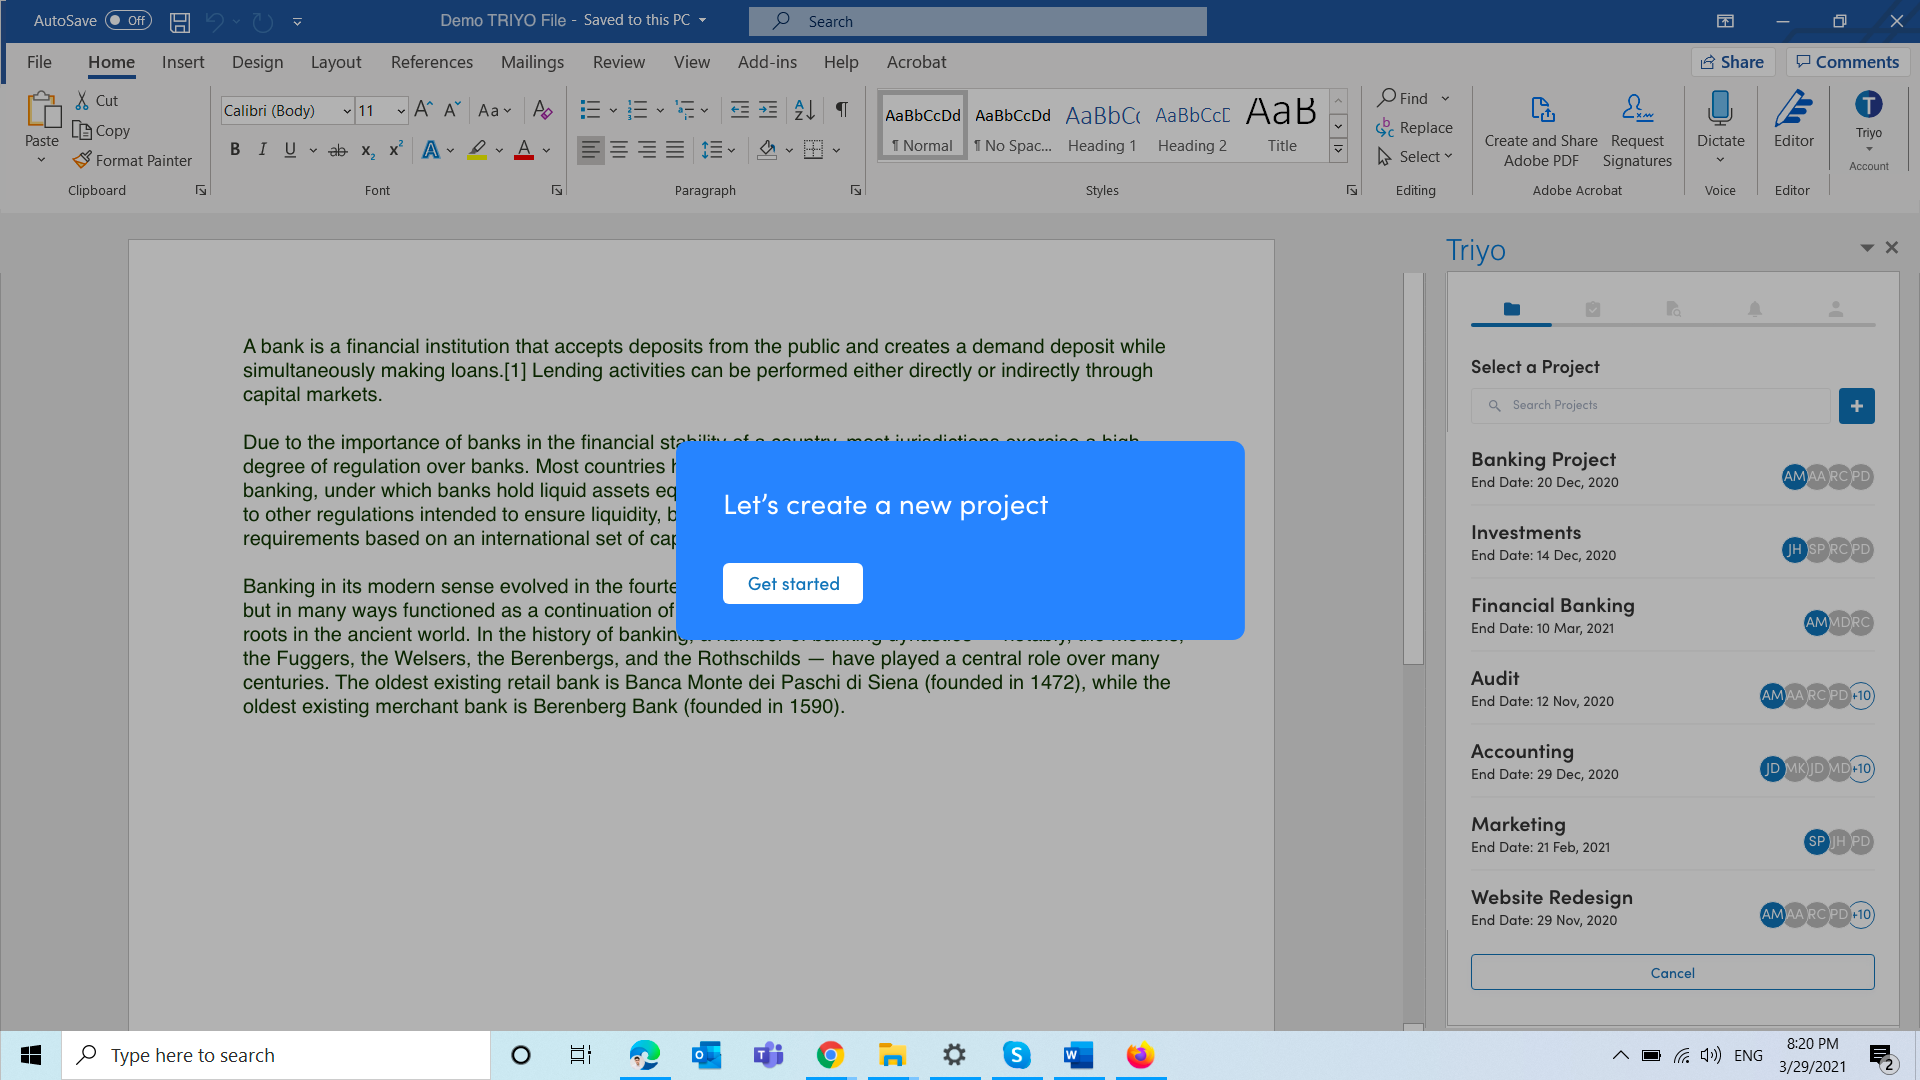 AutoSave Off
Demo TRIYO File - Saved to this PC
Search
File Home Insert Design Layout References Mailings Review View Add-ins Help Acrobat
Share Comments
Paste
Cut
Copy
Format Painter
Clipboard
Calibri (Body) 11
Font
Paragraph
AaBbCcDd
¶ Normal
AaBbCcDd
¶ No Spac...
AaBbCc
Heading 1
AaBbCcD
Heading 2
AaB
Title
Styles
Find
Replace
Select
Editing
Create and Share
Adobe PDF
Request
Signatures
Adobe Acrobat
Dictate
Voice
Editor
Editor
Triyo
Account
A bank is a financial institution that accepts deposits from the public and creates a demand deposit while
simultaneously making loans.[1] Lending activities can be performed either directly or indirectly through
capital markets.
Due to the importance of banks in the financial stability of a country, most jurisdictions exercise a high
degree of regulation over banks. Most countries
banking, under which banks hold liquid assets
to other regulations intended to ensure liquidity,
requirements based on an international set of
Banking in its modern sense evolved in the
but in many ways functioned as a continuation of
roots in the ancient world. In the history of banking, a number of banking dynasties — notably, the Medicis,
the Fuggers, the Welsers, the Berenbergs, and the Rothschilds — have played a central role over many
centuries. The oldest existing retail bank is Banca Monte dei Paschi di Siena (founded in 1472), while the
oldest existing merchant bank is Berenberg Bank (founded in 1590).
Let's create a new project
Get started
Triyo
Select a Project
Search Projects
Banking Project
End Date: 20 Dec, 2020
AM AA RC PD
Investments
End Date: 14 Dec, 2020
JH SP RC PD
Financial Banking
End Date: 10 Mar, 2021
AM MD RC
Audit
End Date: 12 Nov, 2020
AM AA RC PD +10
Accounting
End Date: 29 Dec, 2020
JD MK JD MD +10
Marketing
End Date: 21 Feb, 2021
SP JH PD
Website Redesign
End Date: 29 Nov, 2020
AM AA RC PD +10
Cancel
Type here to search
ENG
8:20 PM
3/29/2021
2